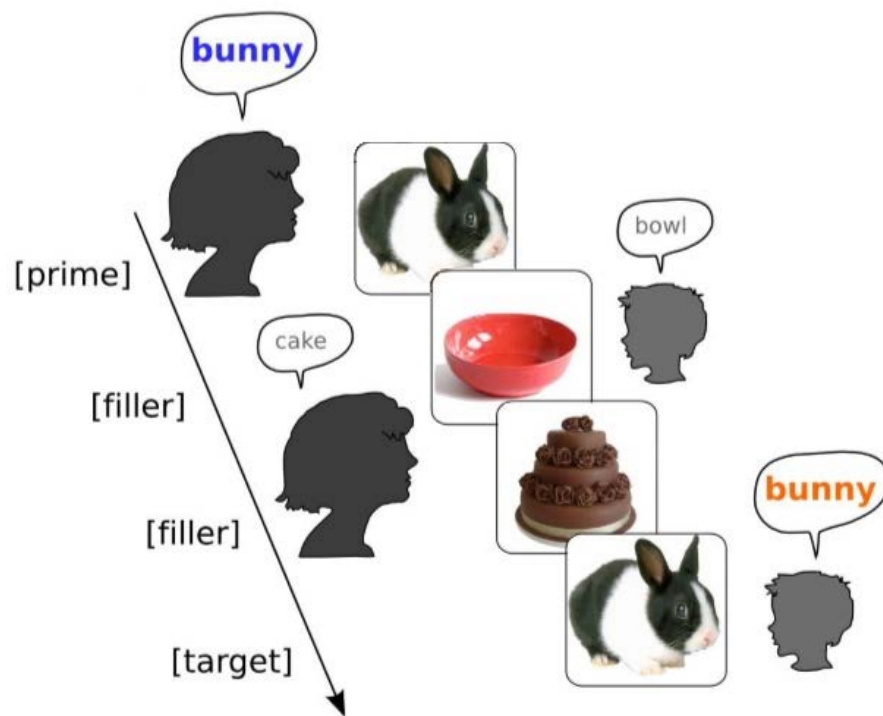 bunny
bowl
[prime]
cake
[filler]
bunny
[filler]
[target]